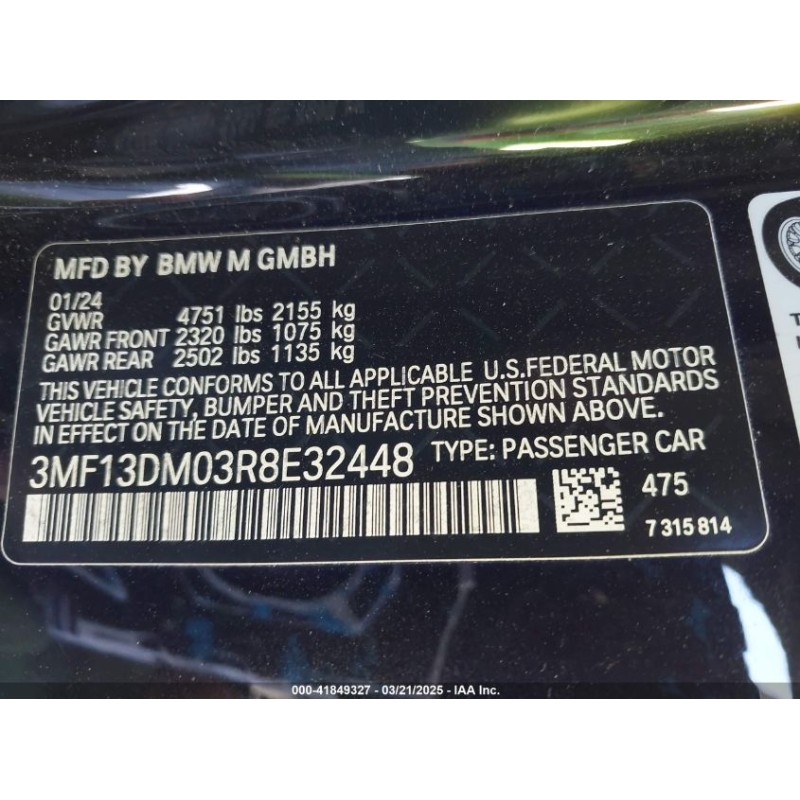 MFD BY BMW M GMBH
01/24
GVWR 4751 lbs 2155 kg
GAWR FRONT 2320 lbs 1075 kg
GAWR REAR 2502 lbs 1135 kg
THIS VEHICLE CONFORMS TO ALL APPLICABLE U.S.FEDERAL MOTOR
VEHICLE SAFETY, BUMPER AND THEFT PREVENTION STANDARDS
IN EFFECT ON THE DATE OF MANUFACTURE SHOWN ABOVE.
3MF13DM03R8E32448 TYPE: PASSENGER CAR
475
7 315 814
000-41849327 - 03/21/2025 - IAA Inc.